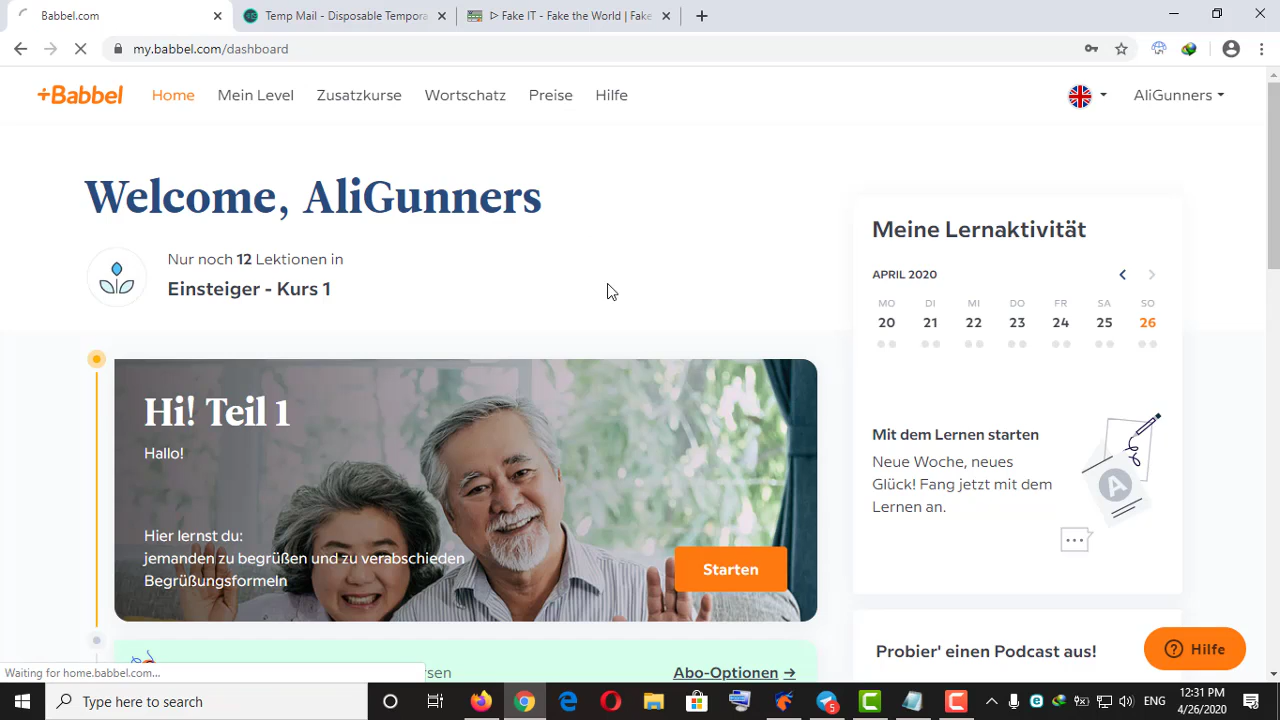 Babbel.com
Temp Mail - Disposable Tempora
Fake IT - Fake the World | Fake
my.babbel.com/dashboard
+Babbel Home Mein Level Zusatzkurse Wortschatz Preise Hilfe AliGunners
Welcome, AliGunners
Nur noch 12 Lektionen in
Einsteiger - Kurs 1
Hi! Teil 1
Hallo!
Hier lernst du:
jemanden zu begrüßen und zu verabschieden
Begrüßungsformeln
Starten
rsen
Abo-Optionen →
Meine Lernaktivität
APRIL 2020
MO DI MI DO FR SA SO
20 21 22 23 24 25 26
Mit dem Lernen starten
Neue Woche, neues
Glück! Fang jetzt mit dem
Lernen an.
A
Probier' einen Podcast aus!
? Hilfe
Waiting for home.babbel.com...
Type here to search
5
ENG
12:31 PM
4/26/2020